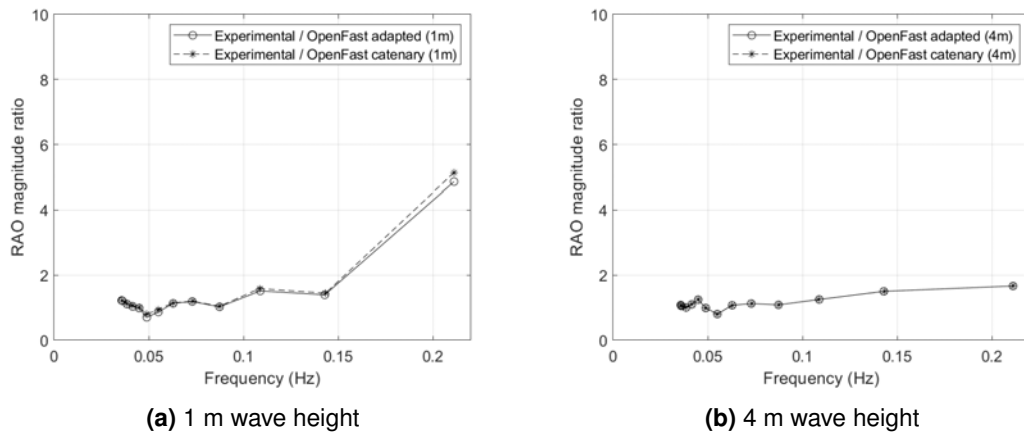 10
8
6
4
2
0
RAO magnitude ratio
Experimental / OpenFast adapted (1m)
Experimental / OpenFast catenary (1m)
0 0.05 0.1 0.15 0.2
Frequency (Hz)
(a) 1 m wave height
10
8
6
4
2
0
RAO magnitude ratio
Experimental / OpenFast adapted (4m)
Experimental / OpenFast catenary (4m)
0 0.05 0.1 0.15 0.2
Frequency (Hz)
(b) 4 m wave height